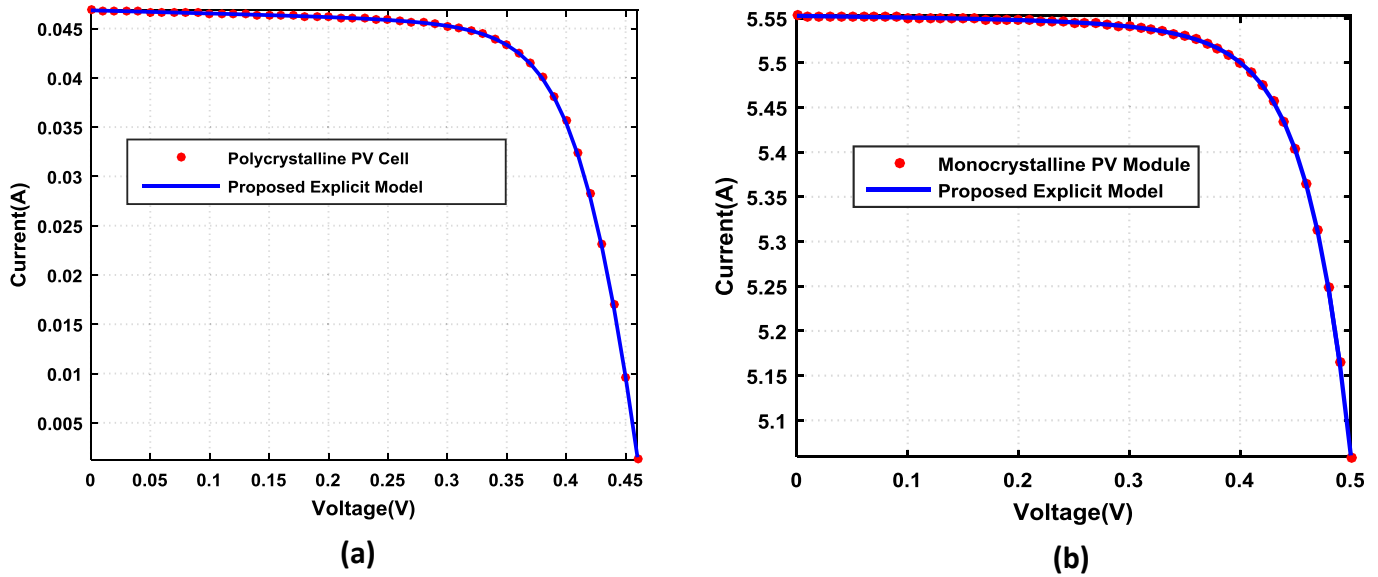 0.045
0.04
0.035
0.03
0.025
0.02
0.015
0.01
0.005
Current(A)
Polycrystalline PV Cell
Proposed Explicit Model
0 0.05 0.1 0.15 0.2 0.25 0.3 0.35 0.4 0.45
Voltage(V)
(a)
5.55
5.5
5.45
5.4
5.35
5.3
5.25
5.2
5.15
5.1
Current(A)
Monocrystalline PV Module
Proposed Explicit Model
0 0.1 0.2 0.3 0.4 0.5
Voltage(V)
(b)